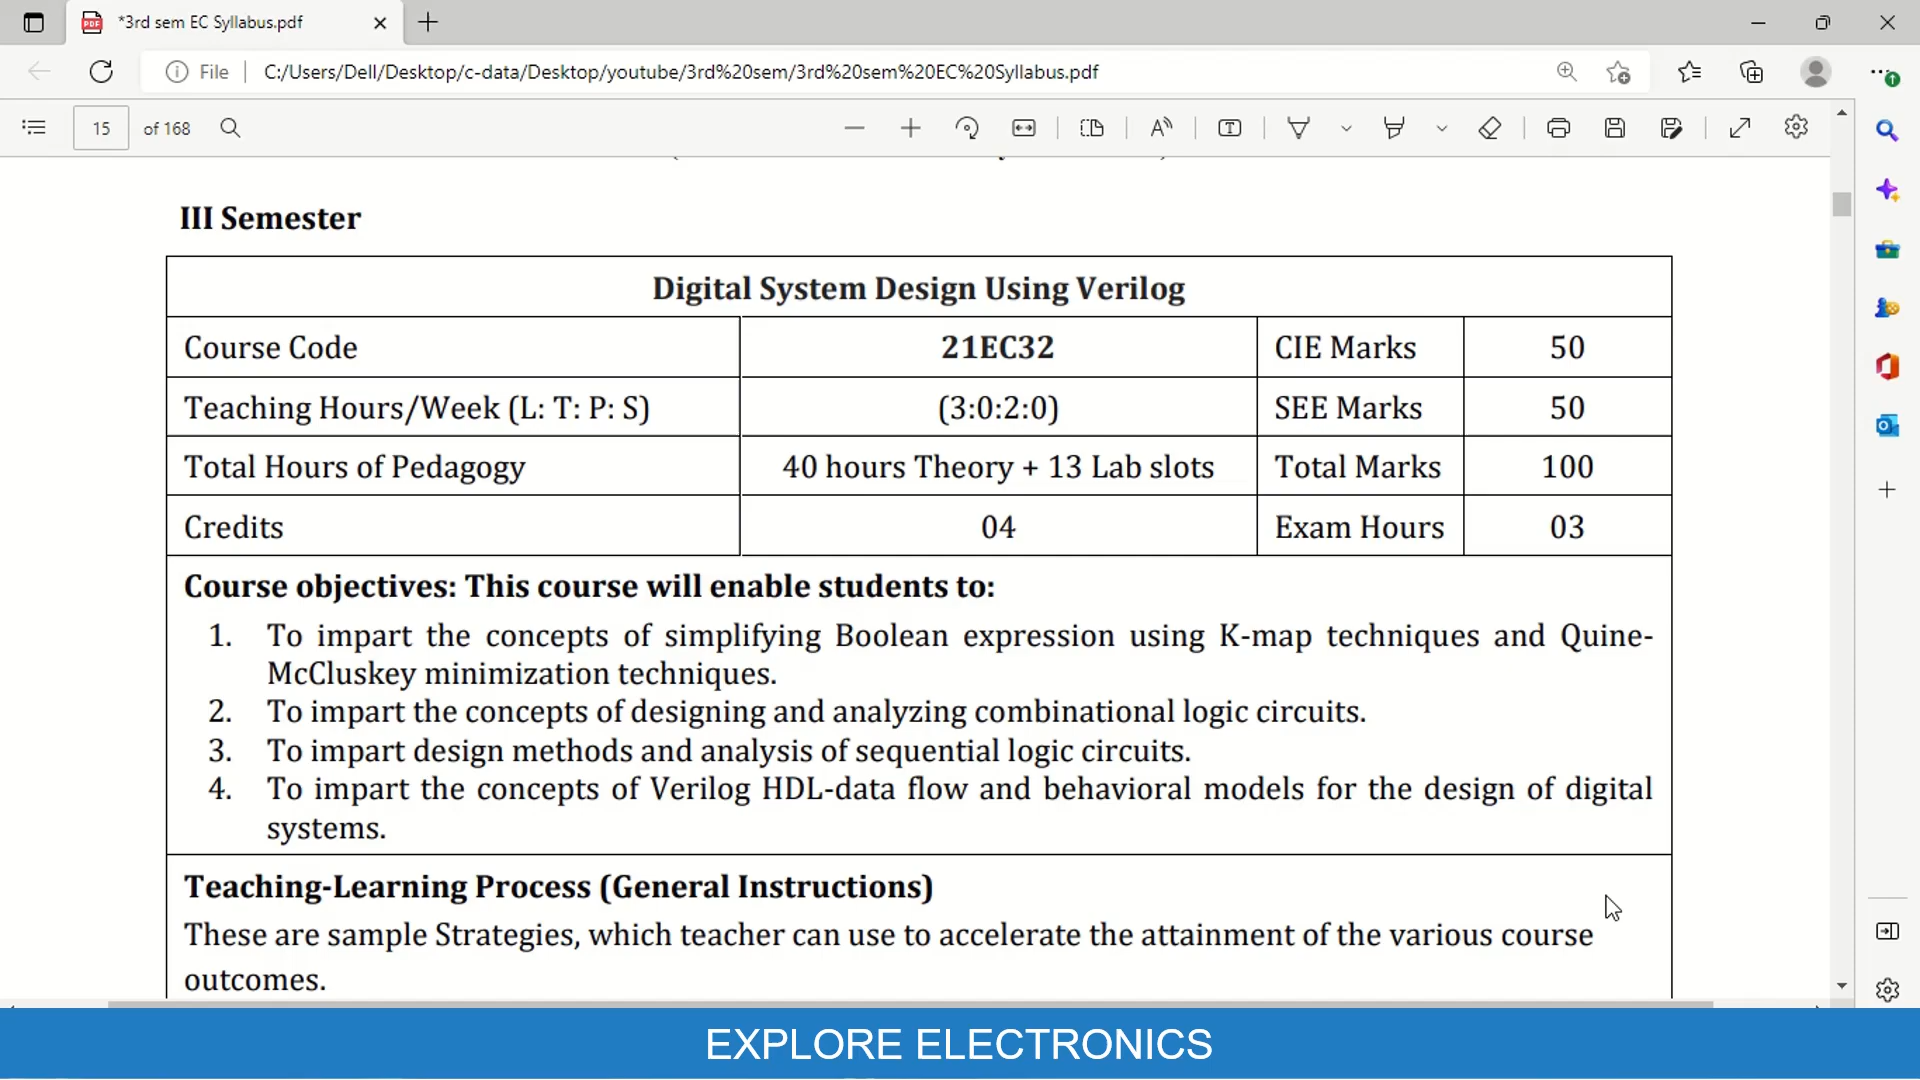 *3rd sem EC Syllabus.pdf
File
C:/Users/Dell/Desktop/c-data/Desktop/youtube/3rd%20sem/3rd%20sem%20EC%20Syllabus.pdf
15 of 168
III Semester
Digital System Design Using Verilog
Course Code 21EC32 CIE Marks 50
Teaching Hours/Week (L: T: P: S) (3:0:2:0) SEE Marks 50
Total Hours of Pedagogy 40 hours Theory + 13 Lab slots Total Marks 100
Credits 04 Exam Hours 03
Course objectives: This course will enable students to:
1. To impart the concepts of simplifying Boolean expression using K-map techniques and Quine-
McCluskey minimization techniques.
2. To impart the concepts of designing and analyzing combinational logic circuits.
3. To impart design methods and analysis of sequential logic circuits.
4. To impart the concepts of Verilog HDL-data flow and behavioral models for the design of digital
systems.
Teaching-Learning Process (General Instructions)
These are sample Strategies, which teacher can use to accelerate the attainment of the various course
outcomes.
EXPLORE ELECTRONICS